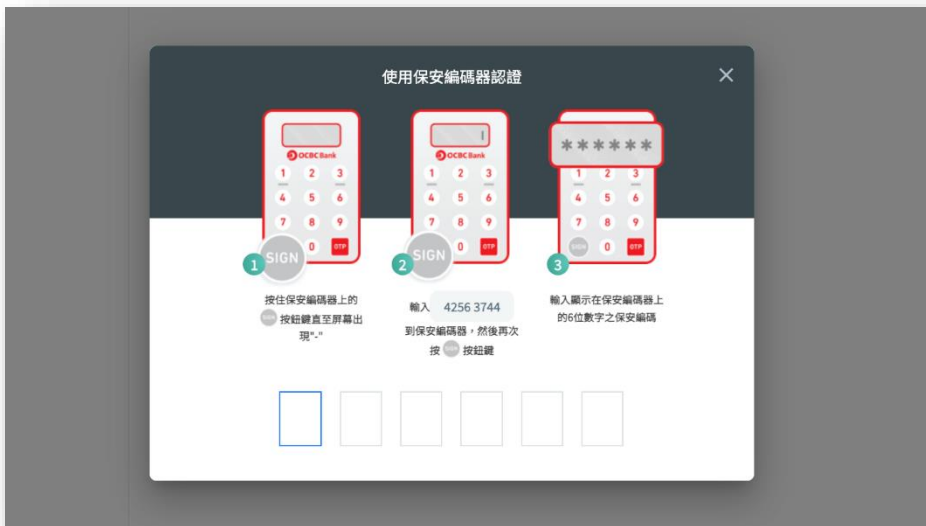 使用保安編碼器認證
OCBC Bank
1 2 3
4 5 6
7 8 9
SIGN 0 OTP
1
OCBC Bank
1 2 3
4 5 6
7 8 9
SIGN 0 OTP
2
******
1 2 3
4 5 6
7 8 9
SIGN 0 OTP
3
按住保安編碼器上的
SIGN 按鈕鍵直至屏幕出
現"-"
輸入 4256 3744
到保安編碼器，然後再次
按 SIGN 按鈕鍵
輸入顯示在保安編碼器上
的6位數字之保安編碼